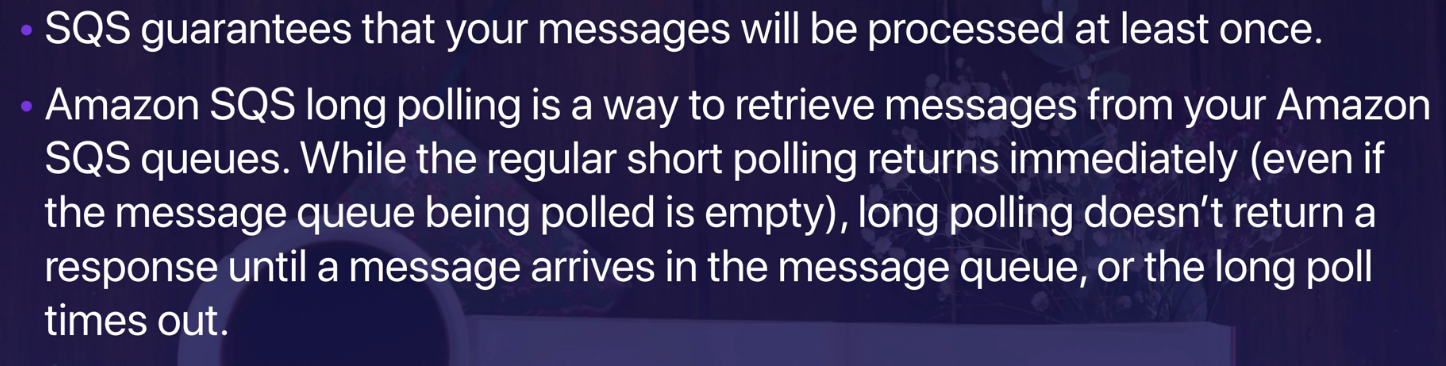 • SQS guarantees that your messages will be processed at least once.
• Amazon SQS long polling is a way to retrieve messages from your Amazon
SQS queues. While the regular short polling returns immediately (even if
the message queue being polled is empty), long polling doesn’t return a
response until a message arrives in the message queue, or the long poll
times out.